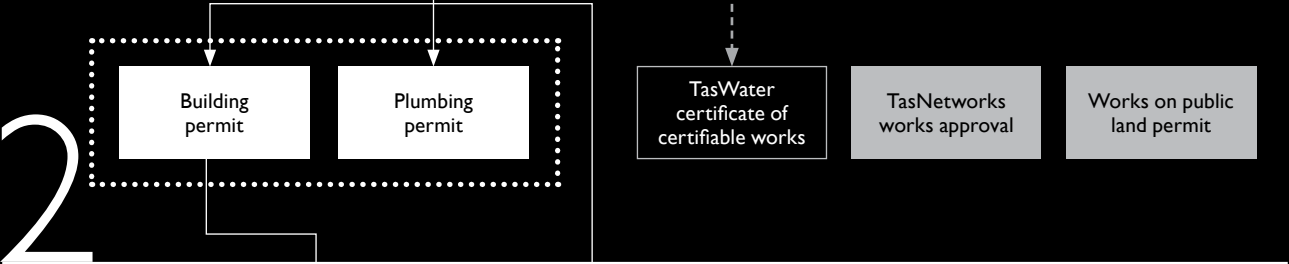 2
Building
permit
Plumbing
permit
TasWater
certificate of
certifiable works
TasNetworks
works approval
Works on public
land permit